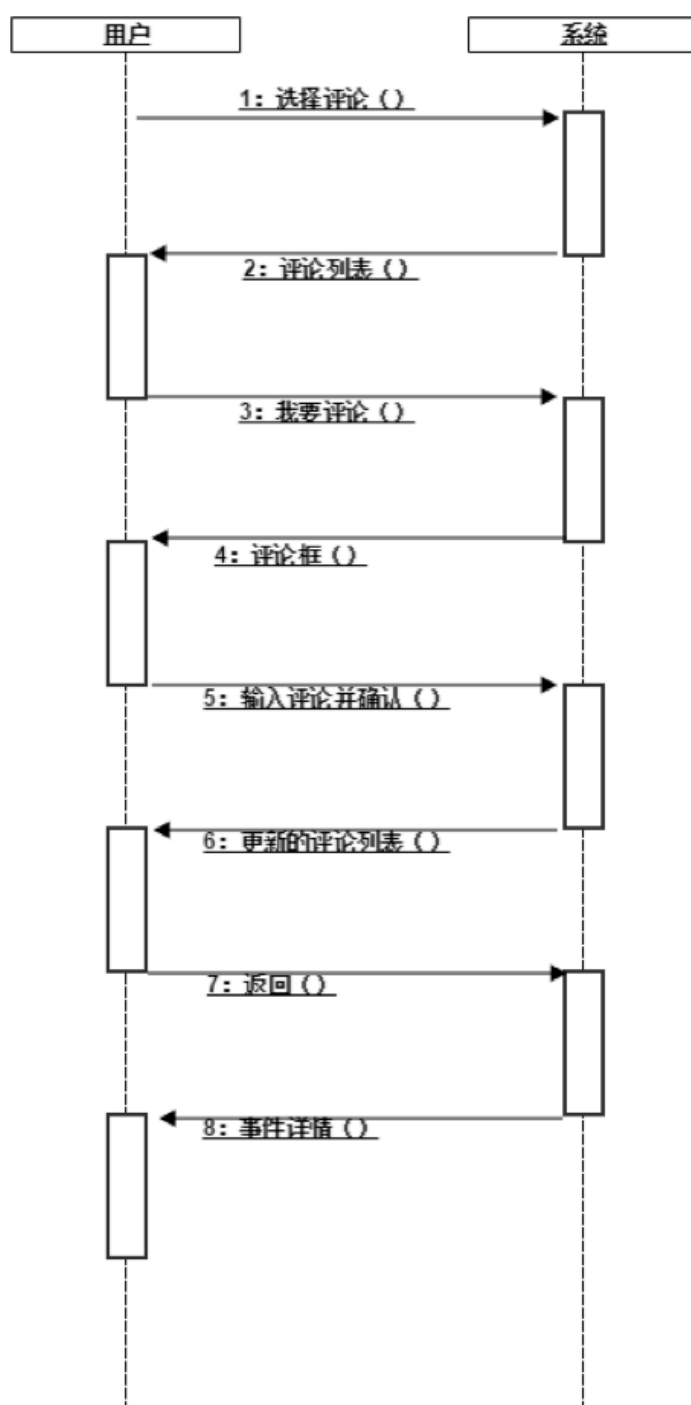 用户
系统
1: 选择评论()
2: 评论列表()
3: 我要评论()
4: 评论框()
5: 输入评论并确认()
6: 更新的评论列表()
7: 返回()
8: 事件详情()